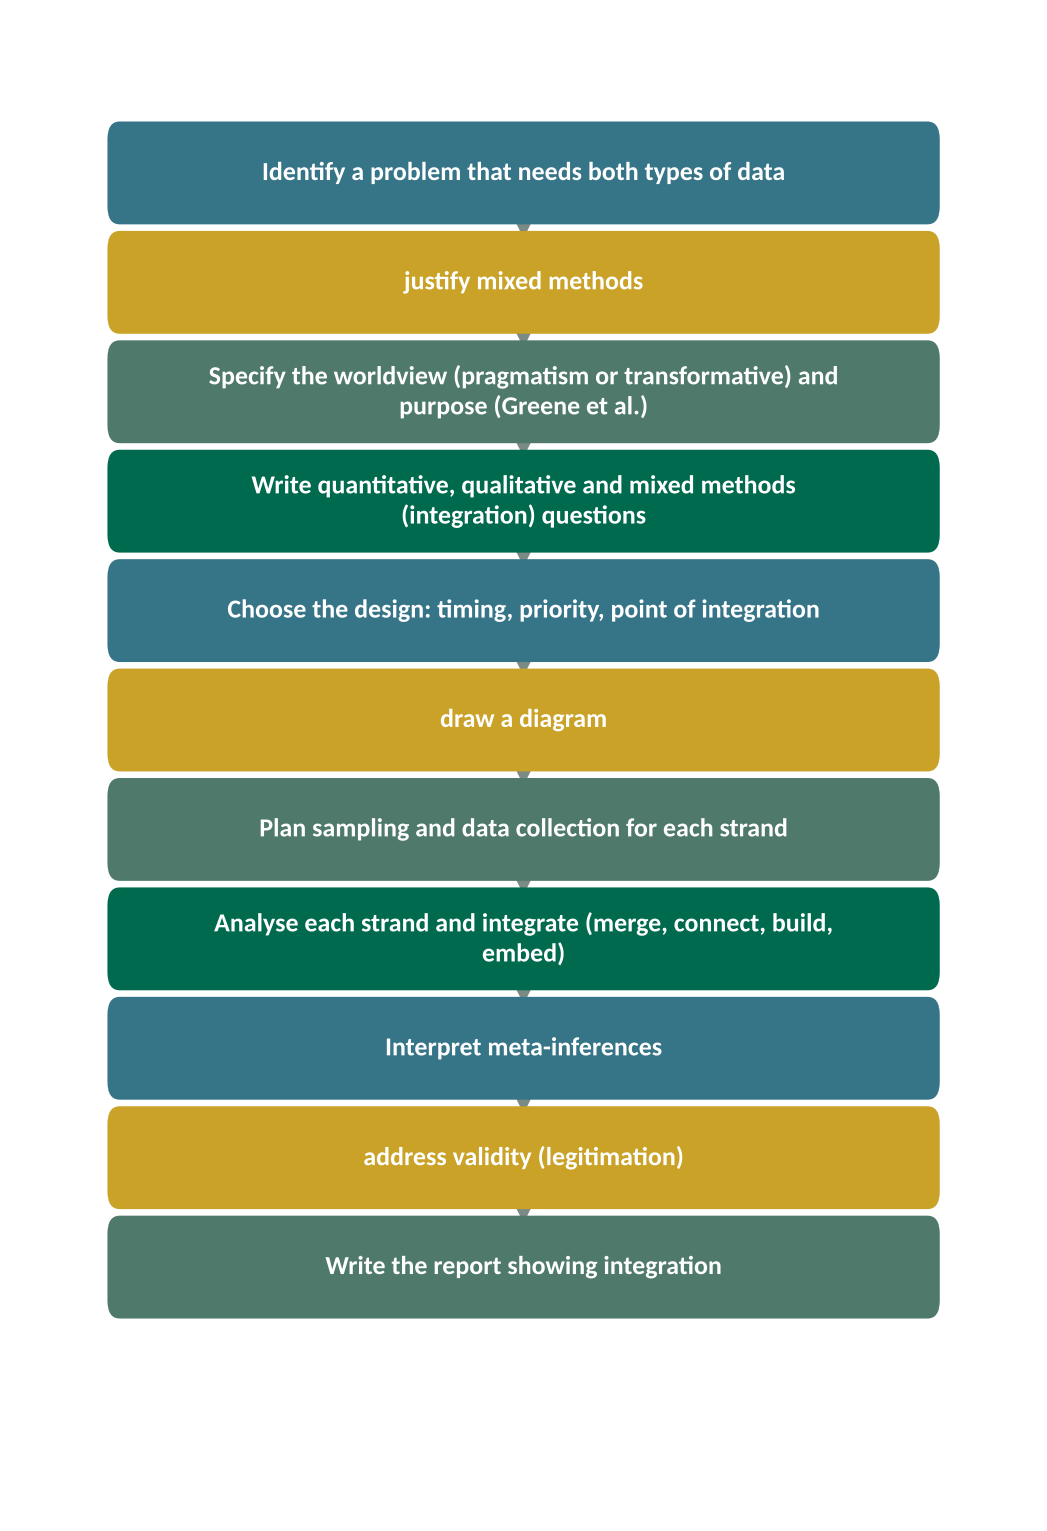 Identify a problem that needs both types of data
justify mixed methods
Specify the worldview (pragmatism or transformative) and
purpose (Greene et al.)
Write quantitative, qualitative and mixed methods
(integration) questions
Choose the design: timing, priority, point of integration
draw a diagram
Plan sampling and data collection for each strand
Analyse each strand and integrate (merge, connect, build,
embed)
Interpret meta-inferences
address validity (legitimation)
Write the report showing integration